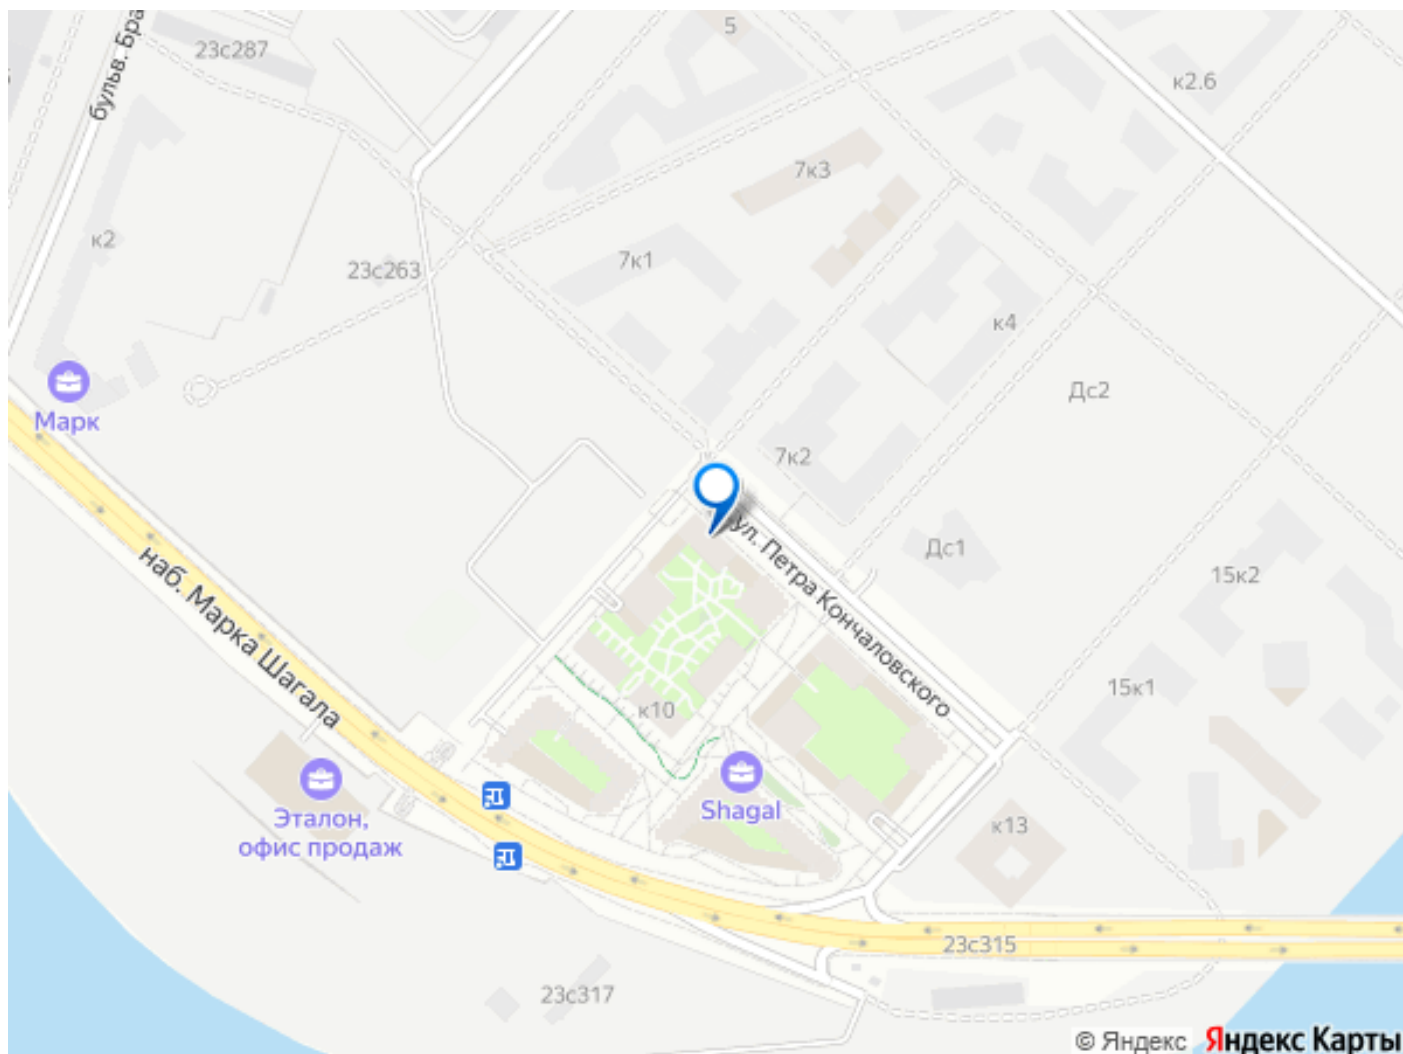 5
23с287
бульв. Бра
к2.6
7к3
к2
7к1
23с263
к4
Дс2
Марк
7к2
ул. Петра Кончаловского
Дс1
15к2
наб. Марка Шагала
15к1
к10
Shagal
Эталон,
офис продаж
к13
23с315
23с317
© Яндекс Яндекс Карты